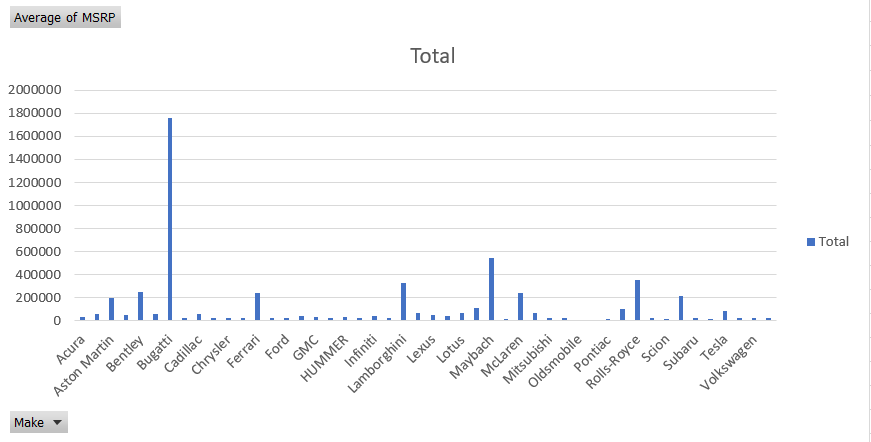 Average of MSRP
Total
2000000
1800000
1600000
1400000
1200000
1000000
800000
600000
400000
200000
0
Total
Acura
Aston Martin
Bentley
Bugatti
Cadillac
Chrysler
Ferrari
Ford
GMC
HUMMER
Infiniti
Lamborghini
Lexus
Lotus
Maybach
McLaren
Mitsubishi
Oldsmobile
Pontiac
Rolls-Royce
Scion
Subaru
Tesla
Volkswagen
Make